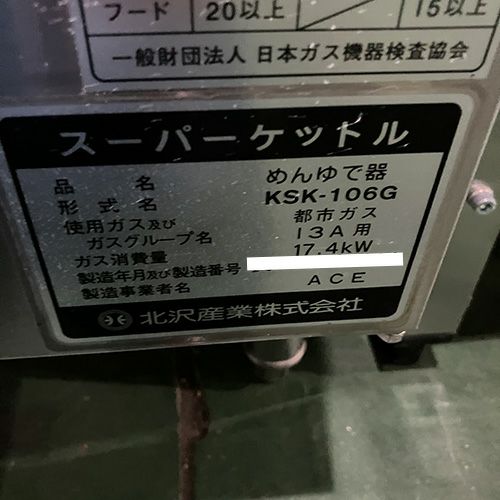 フード 20以上 15以上
一般財団法人 日本ガス機器検査協会
スーパーケットル
品名 めんゆで器
形式名 KSK-106G
使用ガス及び 都市ガス
ガスグループ名 13A用
ガス消費量 17.4kW
製造年月及び製造番号
製造事業者名 ACE
北沢産業株式会社